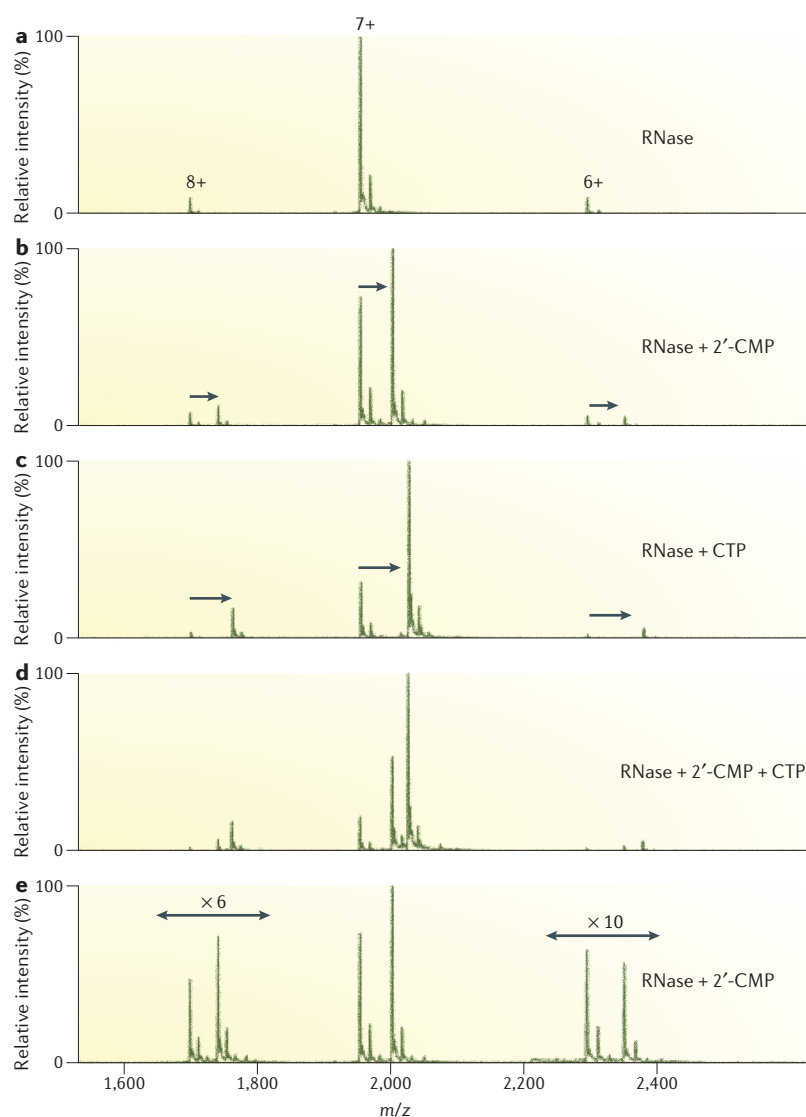 a
Relative intensity (%)
100
0
8+
7+
6+
RNase
b
Relative intensity (%)
100
0
RNase + 2′-CMP
c
Relative intensity (%)
100
0
RNase + CTP
d
Relative intensity (%)
100
0
RNase + 2′-CMP + CTP
e
Relative intensity (%)
100
0
× 6
× 10
RNase + 2′-CMP
1,600
1,800
2,000
2,200
2,400
m/z